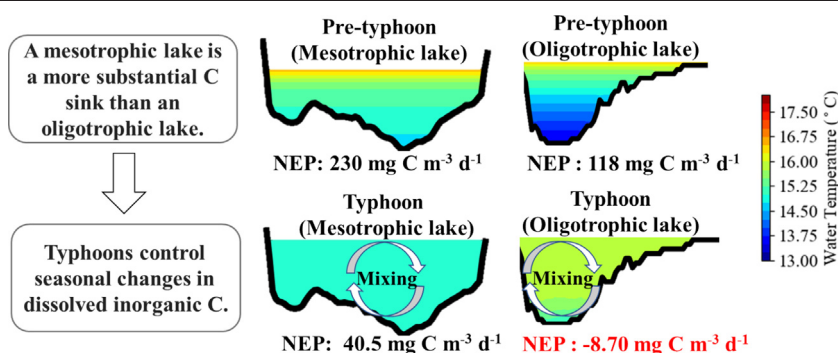 A mesotrophic lake is
a more substantial C
sink than an
oligotrophic lake.
Typhoons control
seasonal changes in
dissolved inorganic C.
Pre-typhoon
(Mesotrophic lake)
NEP: 230 mg C m⁻³ d⁻¹
Pre-typhoon
(Oligotrophic lake)
NEP : 118 mg C m⁻³ d⁻¹
Typhoon
(Mesotrophic lake)
Mixing
NEP: 40.5 mg C m⁻³ d⁻¹
Typhoon
(Oligotrophic lake)
Mixing
NEP : -8.70 mg C m⁻³ d⁻¹
17.50
16.75
16.00
15.25
14.50
13.75
13.00
Water Temperature (°C)